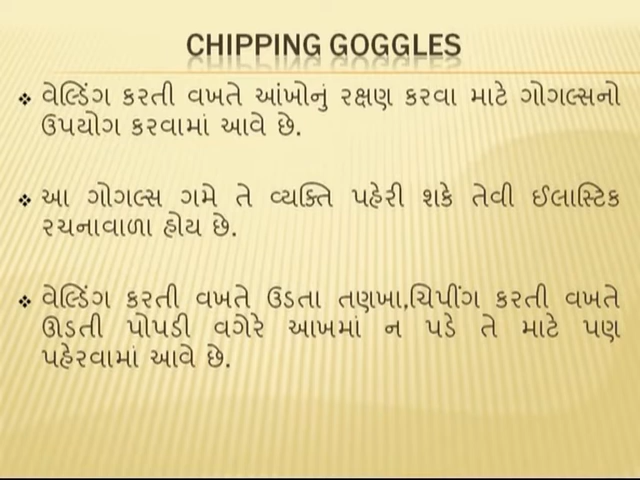 CHIPPING GOGGLES
❖ વેલ્ડિંગ કરતી વખતે આંખોનું રક્ષણ કરવા માટે ગોગલ્સનો
ઉપયોગ કરવામાં આવે છે.
❖ આ ગોગલ્સ ગમે તે વ્યક્તિ પહેરી શકે તેવી ઈલાસ્ટિક
રચનાવાળા હોય છે.
❖ વેલ્ડિંગ કરતી વખતે ઉડતા તણખા,ચિપીંગ કરતી વખતે
ઊડતી પોપડી વગેરે આખમાં ન પડે તે માટે પણ
પહેરવામાં આવે છે.